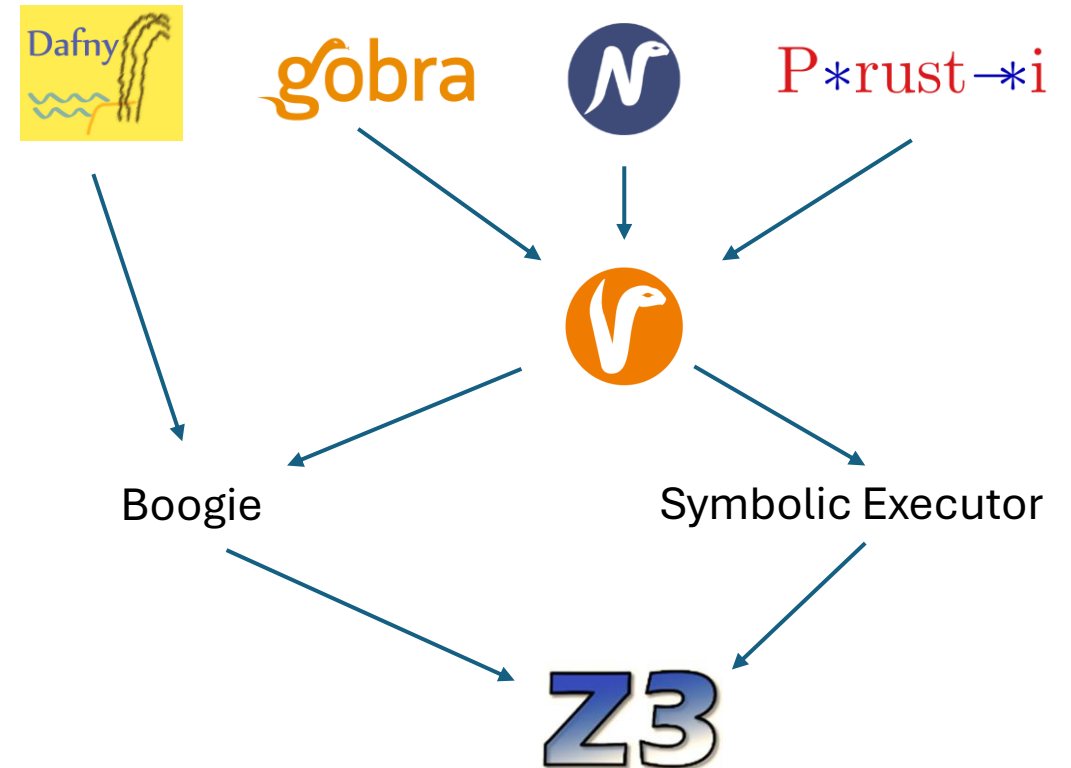 Dafny
gobra
N
P∗rust−∗i
V
Boogie
Symbolic Executor
Z3